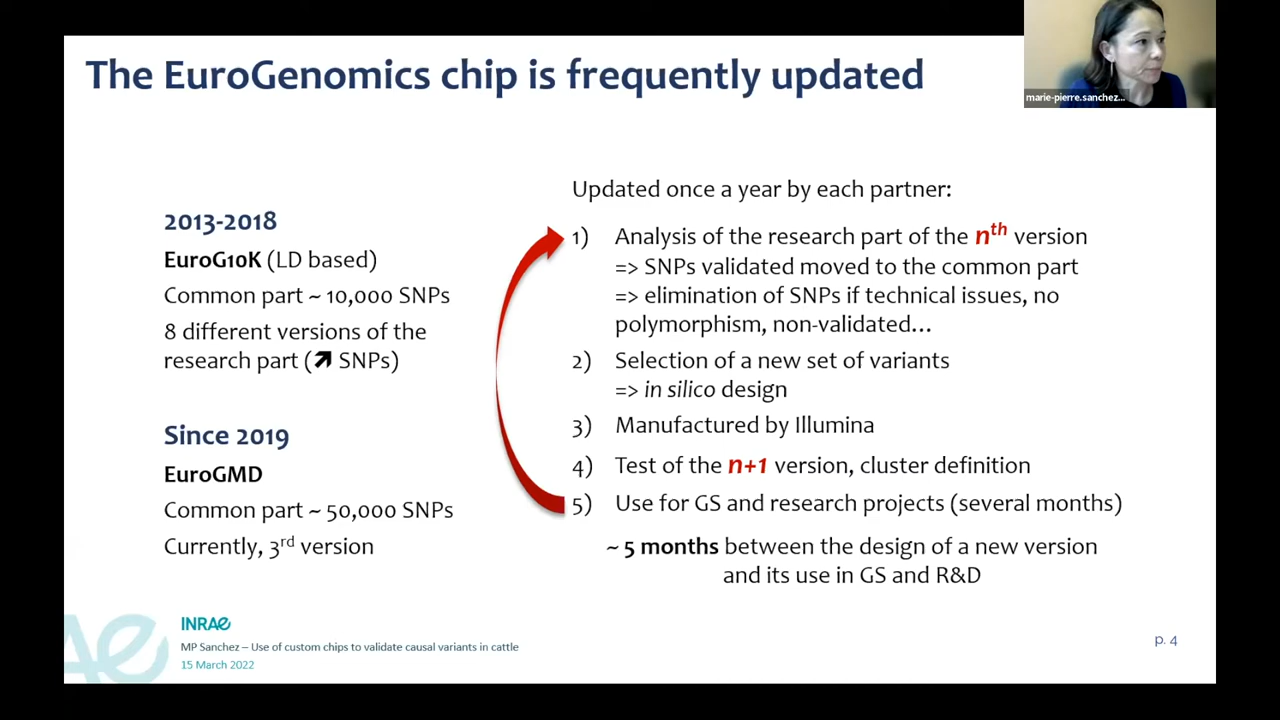 The EuroGenomics chip is frequently updated
marie-pierre.sanchez...
2013-2018
EuroG10K (LD based)
Common part ~ 10,000 SNPs
8 different versions of the
research part (↗ SNPs)
Since 2019
EuroGMD
Common part ~ 50,000 SNPs
Currently, 3rd version
Updated once a year by each partner:
1) Analysis of the research part of the nth version
=> SNPs validated moved to the common part
=> elimination of SNPs if technical issues, no
polymorphism, non-validated...
2) Selection of a new set of variants
=> in silico design
3) Manufactured by Illumina
4) Test of the n+1 version, cluster definition
5) Use for GS and research projects (several months)
~ 5 months between the design of a new version
and its use in GS and R&D
INRAE
MP Sanchez – Use of custom chips to validate causal variants in cattle
15 March 2022
p. 4